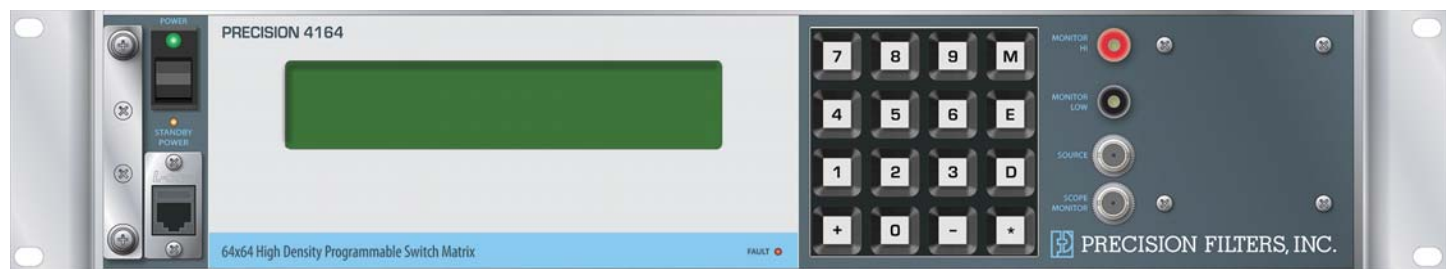 POWER
STANDBY
POWER
PRECISION 4164
64x64 High Density Programmable Switch Matrix
FAULT
7 8 9 M
4 5 6 E
1 2 3 D
+ 0 - *
MONITOR
HI
MONITOR
LOW
SOURCE
SCOPE
MONITOR
PRECISION FILTERS, INC.